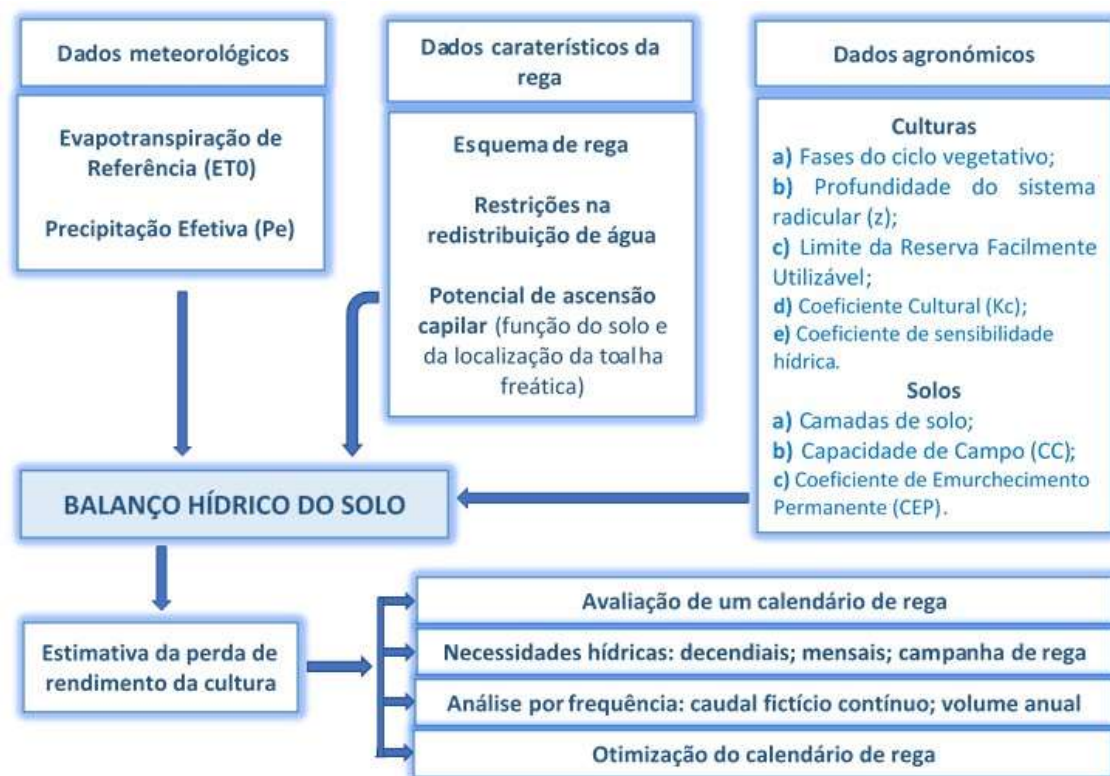 Dados meteorológicos
Evapotranspiração de
Referência (ET0)
Precipitação Efetiva (Pe)
Dados caraterísticos da
rega
Esquema de rega
Restrições na
redistribuição de água
Potencial de ascensão
capilar (função do solo e
da localização da toalha
freática)
Dados agronómicos
Culturas
a) Fases do ciclo vegetativo;
b) Profundidade do sistema
radicular (z);
c) Limite da Reserva Facilmente
Utilizável;
d) Coeficiente Cultural (Kc);
e) Coeficiente de sensibilidade
hídrica.
Solos
a) Camadas de solo;
b) Capacidade de Campo (CC);
c) Coeficiente de Emurchecimento
Permanente (CEP).
BALANÇO HÍDRICO DO SOLO
Estimativa da perda de
rendimento da cultura
Avaliação de um calendário de rega
Necessidades hídricas: decendiais; mensais; campanha de rega
Análise por frequência: caudal fictício contínuo; volume anual
Otimização do calendário de rega